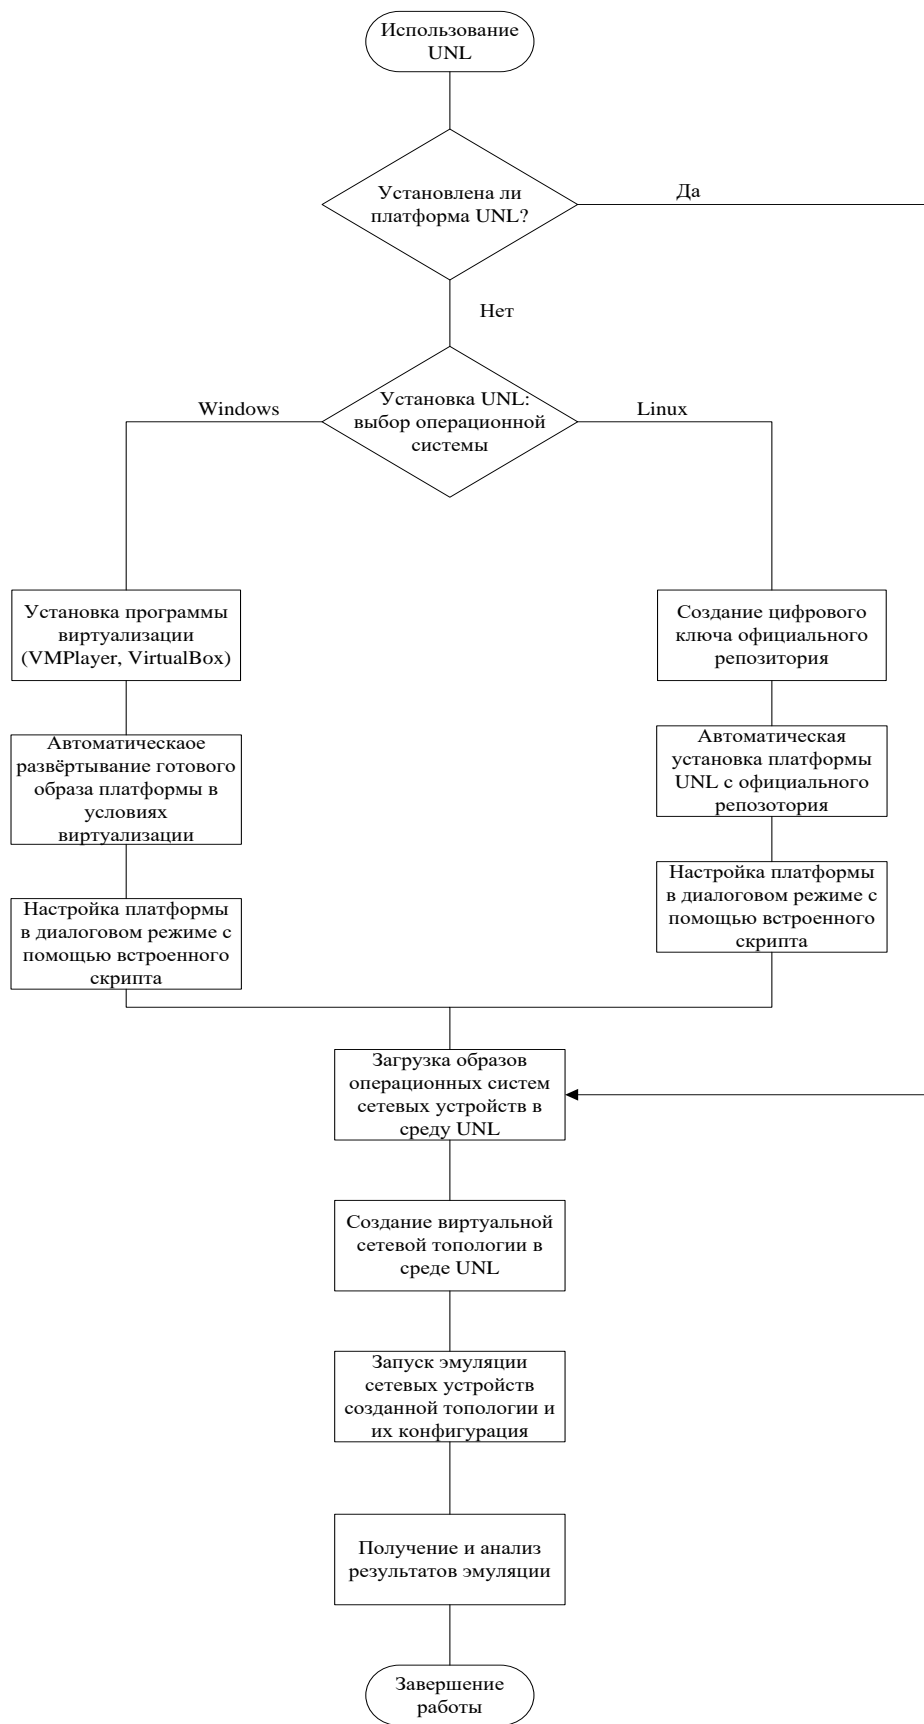 Использование
UNL
Установлена ли
платформа UNL?
Да
Нет
Установка UNL:
выбор операционной
системы
Windows
Linux
Установка программы
виртуализации
(VMPlayer, VirtualBox)
Автоматическаое
развёртывание готового
образа платформы в
условиях
виртуализации
Настройка платформы
в диалоговом режиме с
помощью встроенного
скрипта
Создание цифрового
ключа официального
репозитория
Автоматическая
установка платформы
UNL с официального
репозотория
Настройка платформы
в диалоговом режиме с
помощью встроенного
скрипта
Загрузка образов
операционных систем
сетевых устройств в
среду UNL
Создание виртуальной
сетевой топологии в
среде UNL
Запуск эмуляции
сетевых устройств
созданной топологии и
их конфигурация
Получение и анализ
результатов эмуляции
Завершение
работы